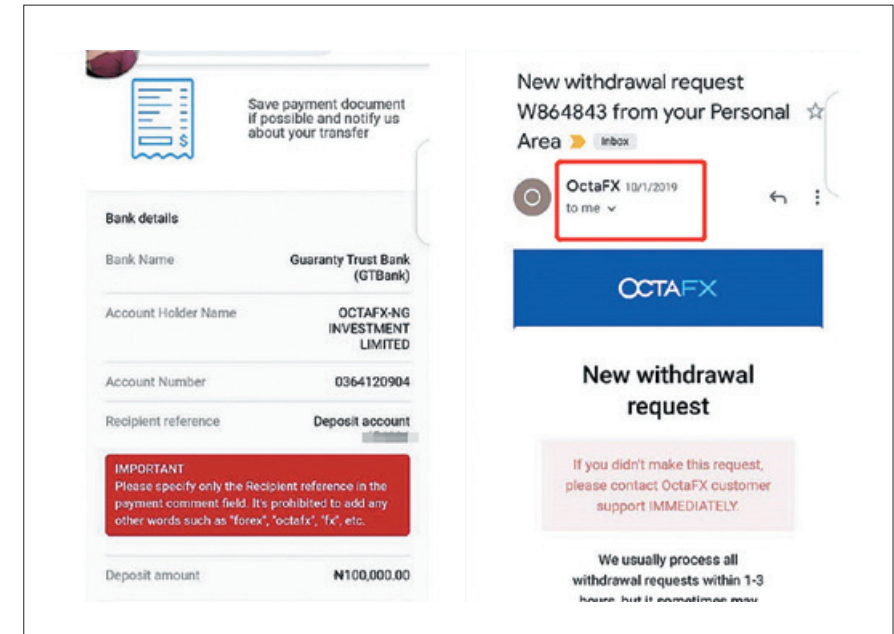 Save payment document
if possible and notify us
about your transfer
Bank details
Bank Name
Guaranty Trust Bank
(GTBank)
Account Holder Name
OCTAFX-NG
INVESTMENT
LIMITED
Account Number
0364120904
Recipient reference
Deposit account
IMPORTANT
Please specify only the Recipient reference in the
payment comment field. It's prohibited to add any
other words such as "forex", "octafx", "fx", etc.
Deposit amount
₦100,000.00
New withdrawal request
W864843 from your Personal
Area
Inbox
O
OctaFX 10/1/2019
to me
OCTAFX
New withdrawal
request
If you didn't make this request,
please contact OctaFX customer
support IMMEDIATELY.
We usually process all
withdrawal requests within 1-3
hours, but it sometimes may